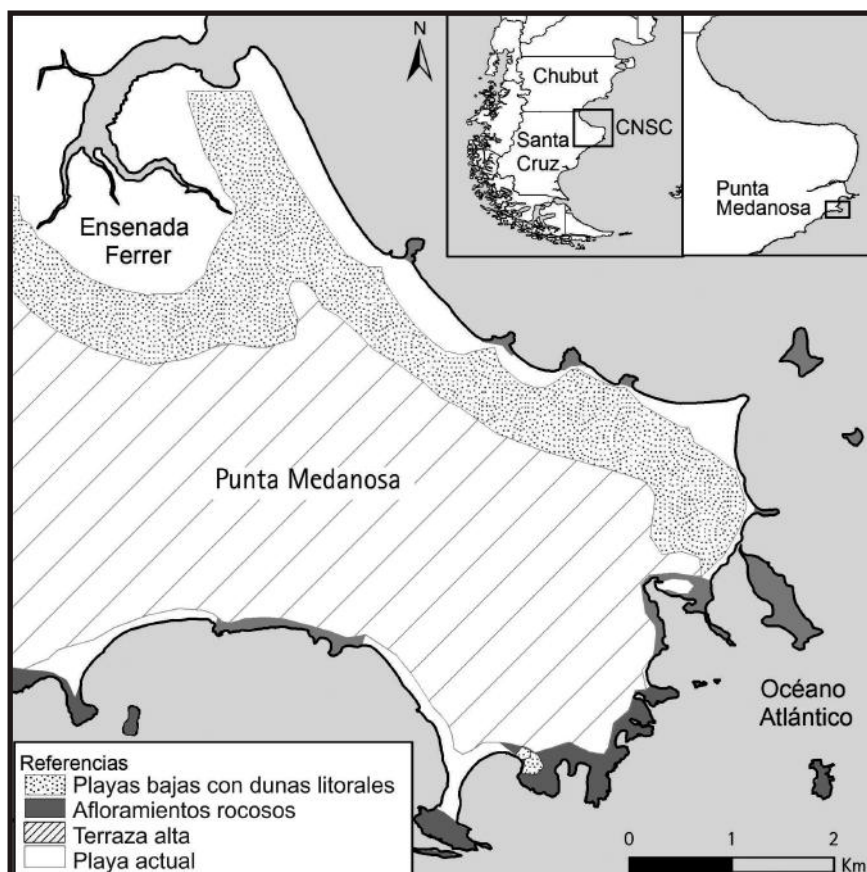 N
Chubut
Santa
Cruz
CNSC
Punta
Medanosa
Ensenada
Ferrer
Punta Medanosa
Océano
Atlántico
Referencias
Playas bajas con dunas litorales
Afloramientos rocosos
Terraza alta
Playa actual
0 1 2
Km